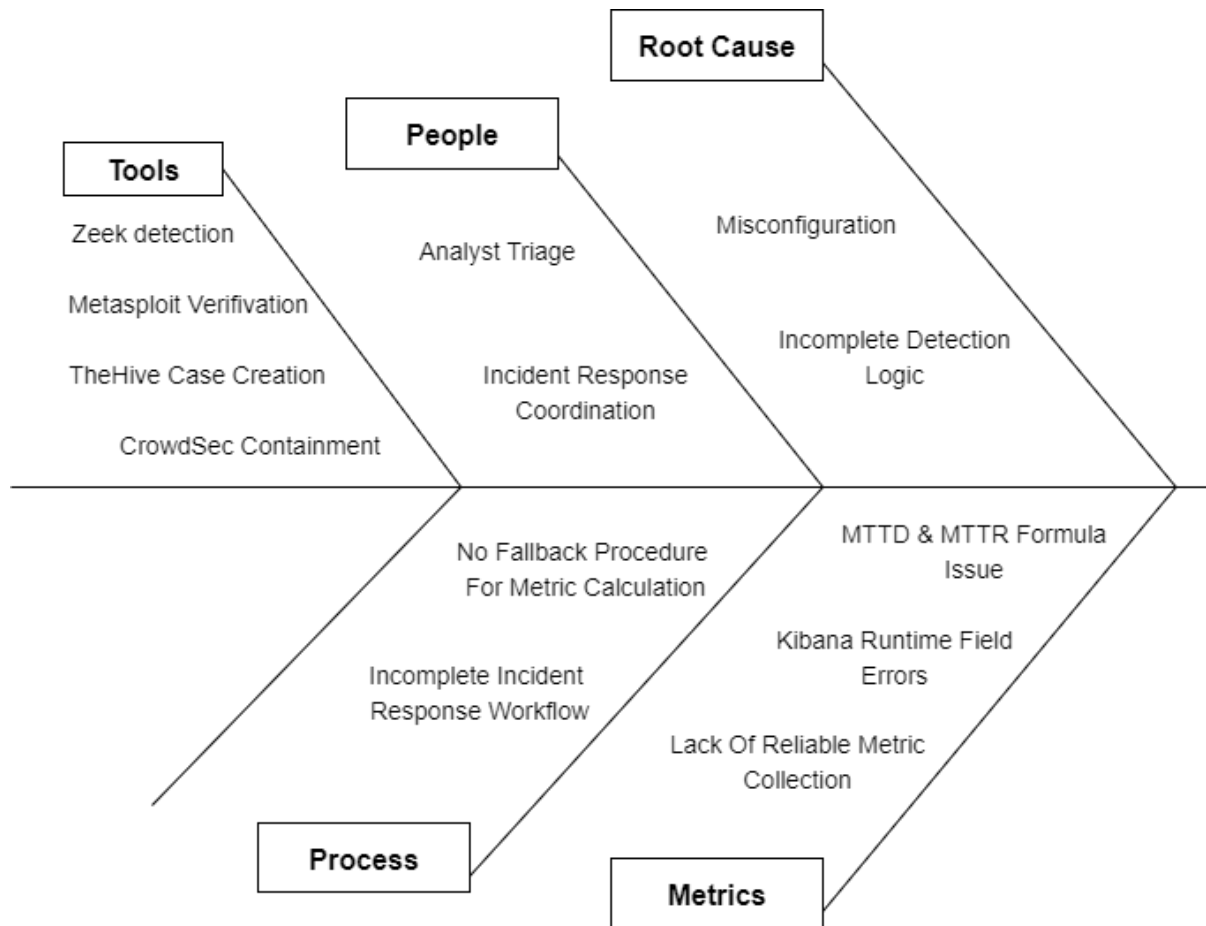 Root Cause
People
Tools
Zeek detection
Metasploit Verifivation
TheHive Case Creation
CrowdSec Containment
Analyst Triage
Incident Response
Coordination
Misconfiguration
Incomplete Detection
Logic
No Fallback Procedure
For Metric Calculation
Incomplete Incident
Response Workflow
MTTD & MTTR Formula
Issue
Kibana Runtime Field
Errors
Lack Of Reliable Metric
Collection
Process
Metrics